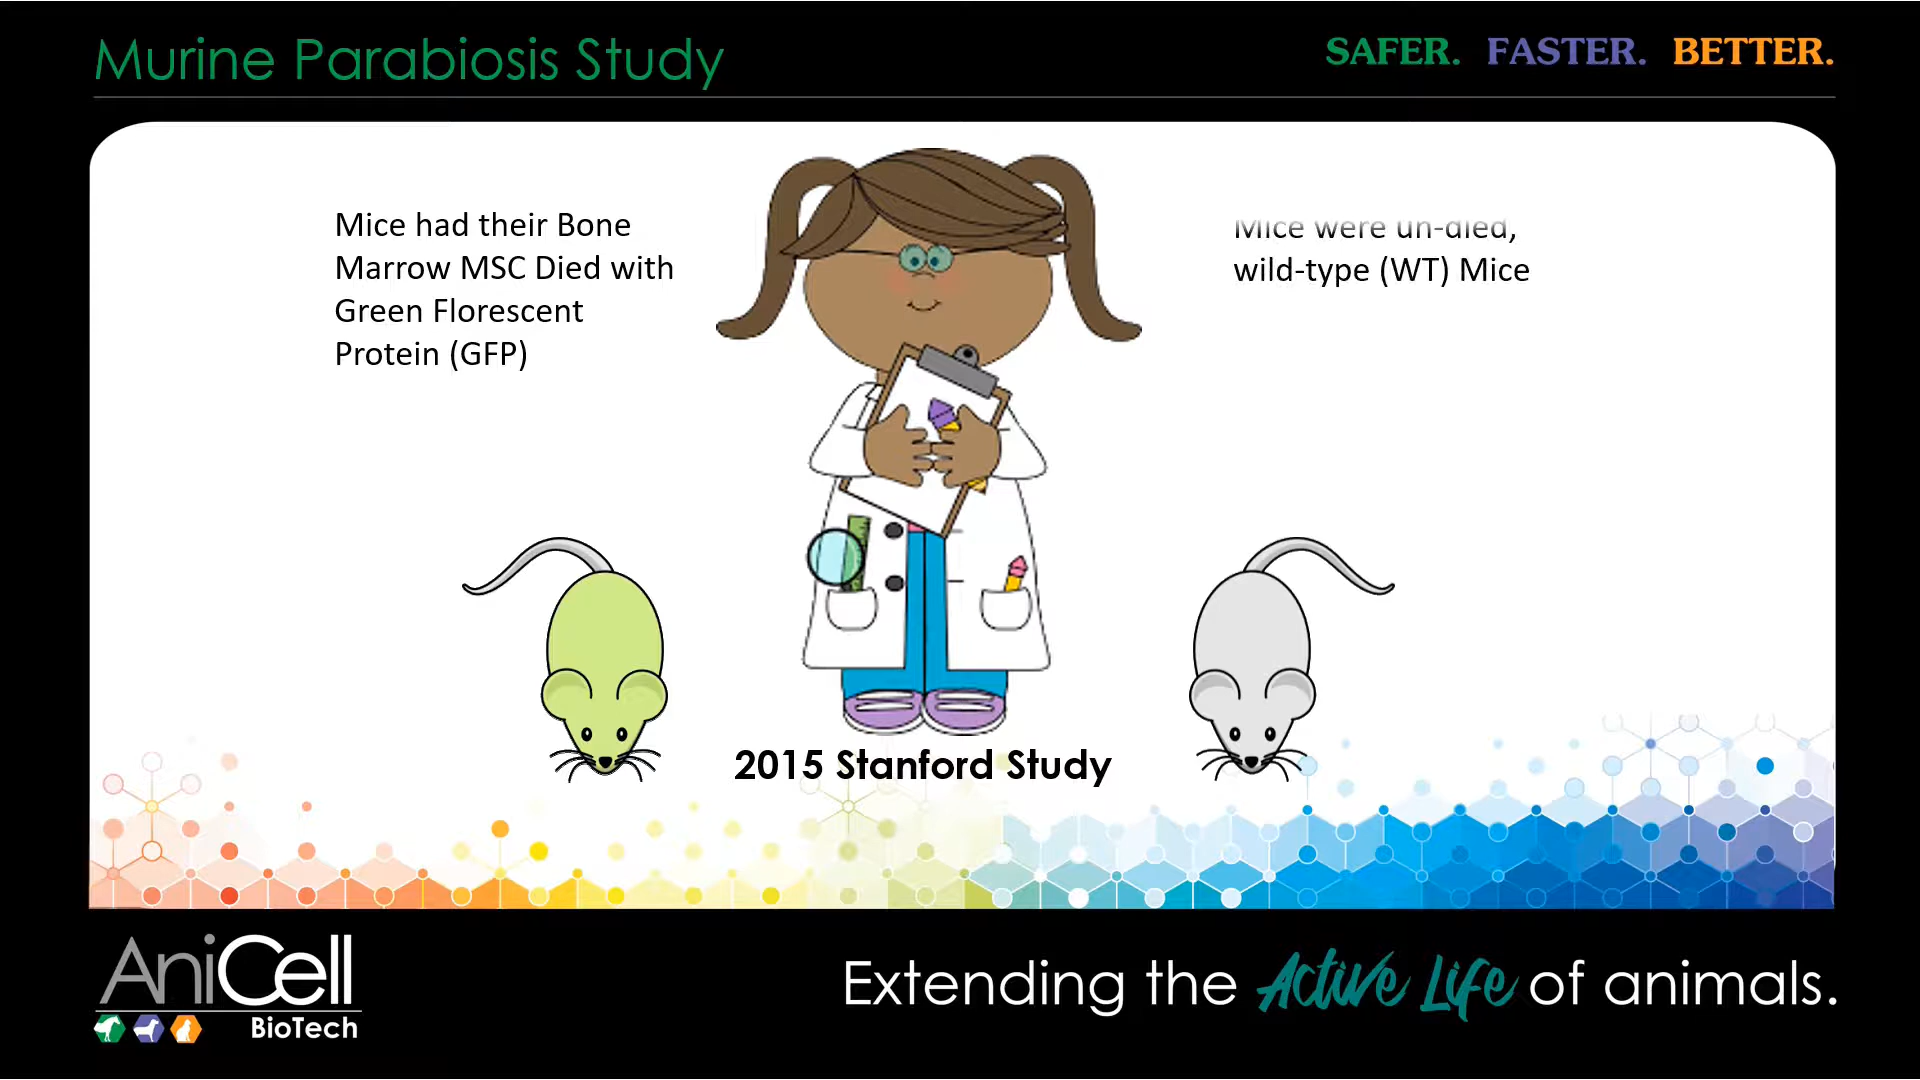 Murine Parabiosis Study
SAFER. FASTER. BETTER.
Mice had their Bone
Marrow MSC Died with
Green Florescent
Protein (GFP)
Mice were un-died,
wild-type (WT) Mice
2015 Stanford Study
AniCell
BioTech
Extending the Active Life of animals.